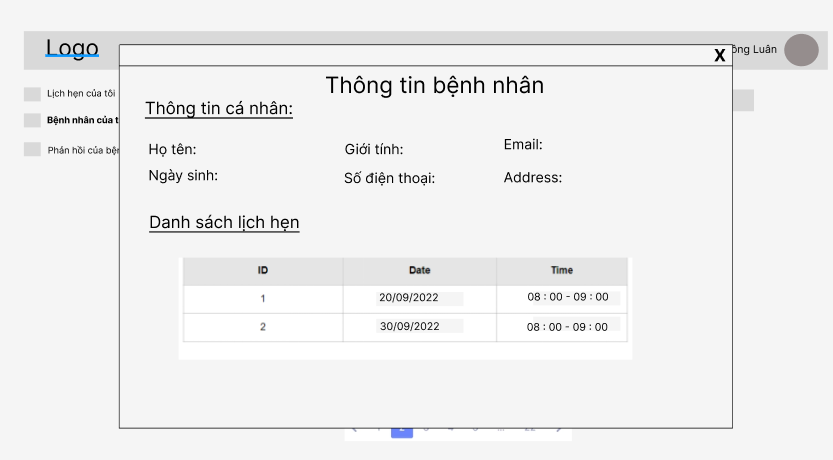 Logo
ông Luân
X
Thông tin bệnh nhân
Lịch hẹn của tôi
Thông tin cá nhân:
Bệnh nhân của t
Họ tên:
Giới tính:
Email:
Phản hồi của bện
Ngày sinh:
Số điện thoại:
Address:
Danh sách lịch hẹn
ID Date Time
1 20/09/2022 08 : 00 - 09 : 00
2 30/09/2022 08 : 00 - 09 : 00